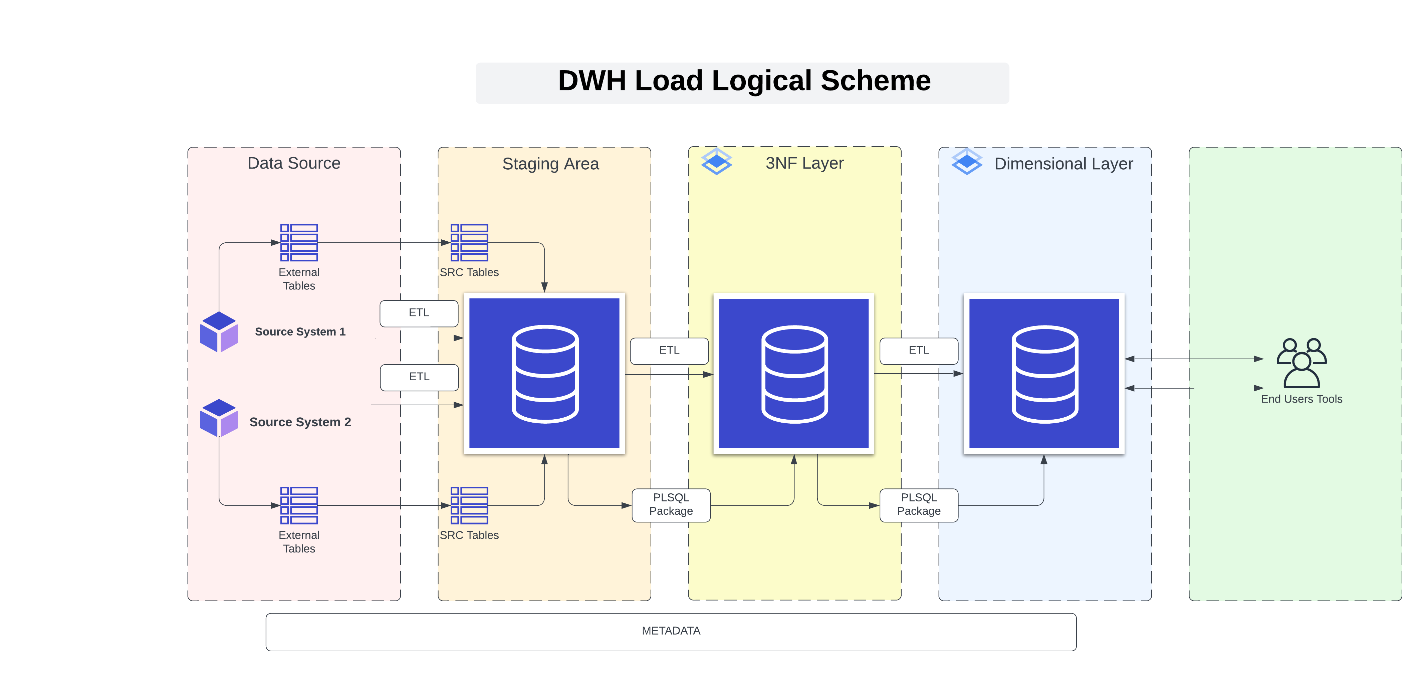 DWH Load Logical Scheme
Data Source
Staging Area
3NF Layer
Dimensional Layer
External
Tables
SRC Tables
ETL
Source System 1
ETL
ETL
ETL
Source System 2
End Users Tools
PLSQL
Package
PLSQL
Package
External
Tables
SRC Tables
METADATA